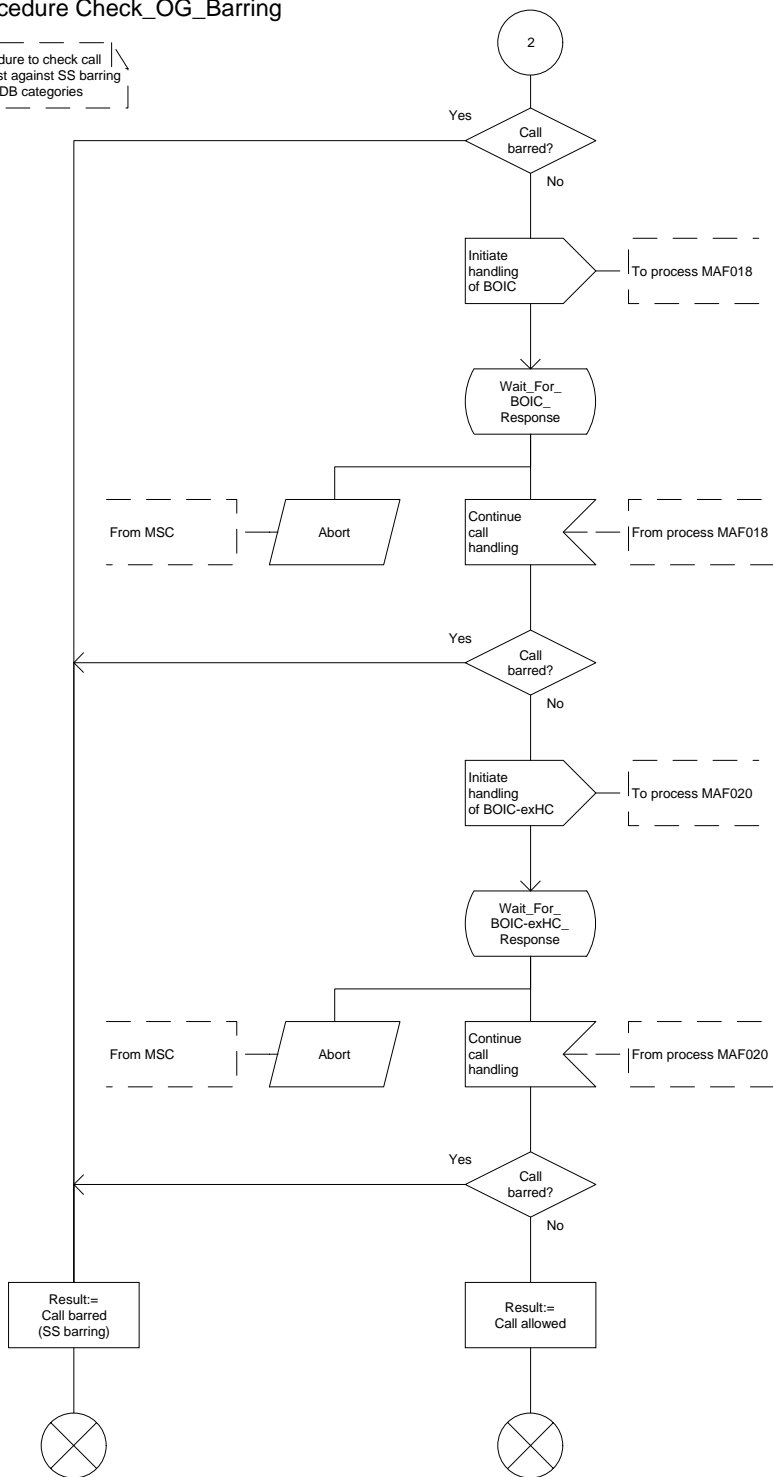 cedure Check_OG_Barring
dure to check call
st against SS barring
DB categories
2
Yes
Call
barred?
No
Initiate
handling
of BOIC
To process MAF018
Wait_For_
BOIC_
Response
From MSC
Abort
Continue
call
handling
From process MAF018
Yes
Call
barred?
No
Initiate
handling
of BOIC-exHC
To process MAF020
Wait_For_
BOIC-exHC_
Response
From MSC
Abort
Continue
call
handling
From process MAF020
Yes
Call
barred?
No
Result:=
Call barred
(SS barring)
Result:=
Call allowed